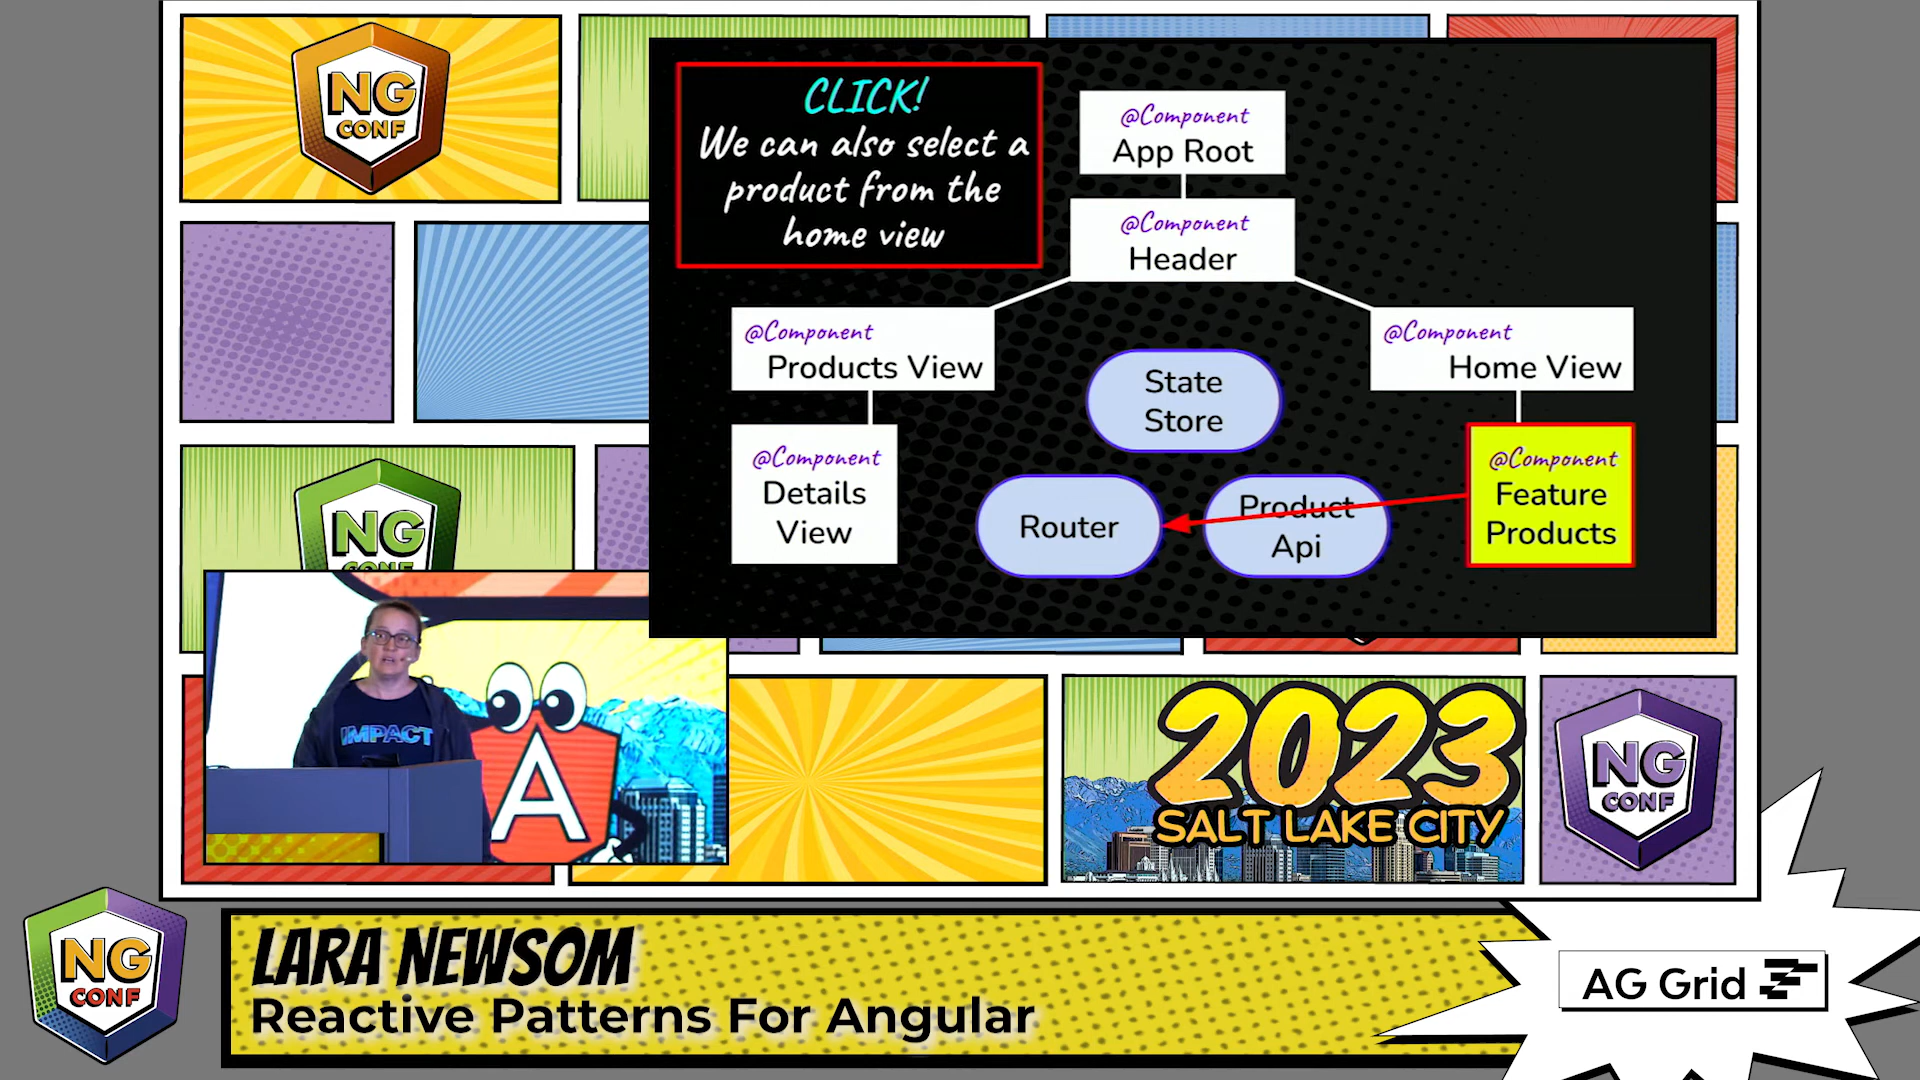 NG
CONF
CLICK!
We can also select a
product from the
home view
@Component
App Root
@Component
Header
@Component
Products View
@Component
Home View
State
Store
@Component
Details
View
Router
Product
Api
@Component
Feature
Products
NG
CONF
IMPACT
A
2023
SALT LAKE CITY
NG
CONF
NG
CONF
LARA NEWSOM
Reactive Patterns For Angular
AG Grid